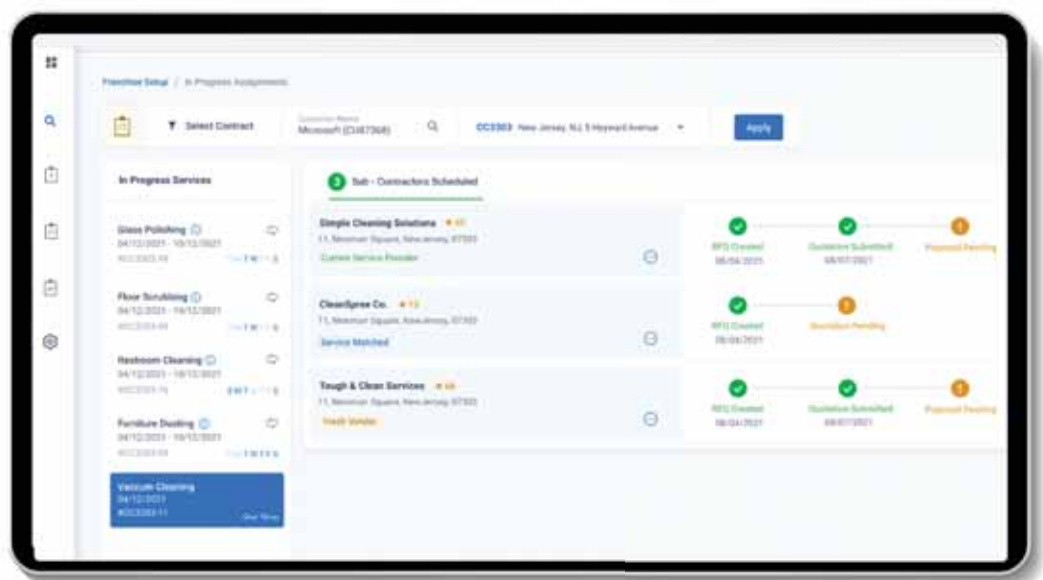 Franchise Setup / In Progress Assignments
Select Contract
Customer Name
Microsoft (CU87368)
CC3303 New Jersey, NJ, 5 Hayward Avenue
Apply
In Progress Services
Glass Polishing
04/12/2021 - 10/12/2021
Floor Scrubbing
04/12/2021 - 10/12/2021
Restroom Cleaning
04/12/2021 - 10/12/2021
Furniture Dusting
04/12/2021 - 10/12/2021
Vaccum Cleaning
04/12/2021
3 Sub - Contractors Scheduled
Simple Cleaning Solutions
11, Newman Square, New Jersey, 07303
Current Service Provider
RFQ Created
08/04/2021
Quotation Submitted
08/07/2021
Proposal Pending
CleanSpree Co.
11, Newman Square, New Jersey, 07303
Service Matched
RFQ Created
08/04/2021
Quotation Pending
Tough & Clean Services
11, Newman Square, New Jersey, 07303
Fresh Vendor
RFQ Created
08/04/2021
Quotation Submitted
08/07/2021
Proposal Pending